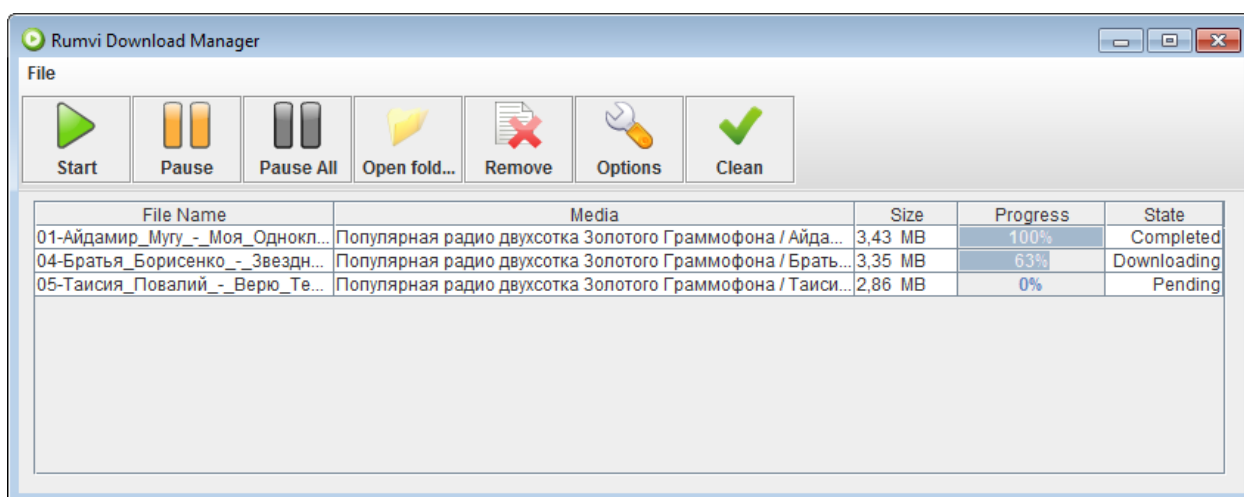 Rumvi Download Manager
File
Start Pause Pause All Open fold... Remove Options Clean
File Name Media Size Progress State
01-Айдамир_Мугу_-_Моя_Однокл... Популярная радио двухсотка Золотого Граммофона / Айда... 3,43 MB 100% Completed
04-Братья_Борисенко_-_Звездн... Популярная радио двухсотка Золотого Граммофона / Брать... 3,35 MB 63% Downloading
05-Таисия_Повалий_-_Верю_Те... Популярная радио двухсотка Золотого Граммофона / Таиси... 2,86 MB 0% Pending